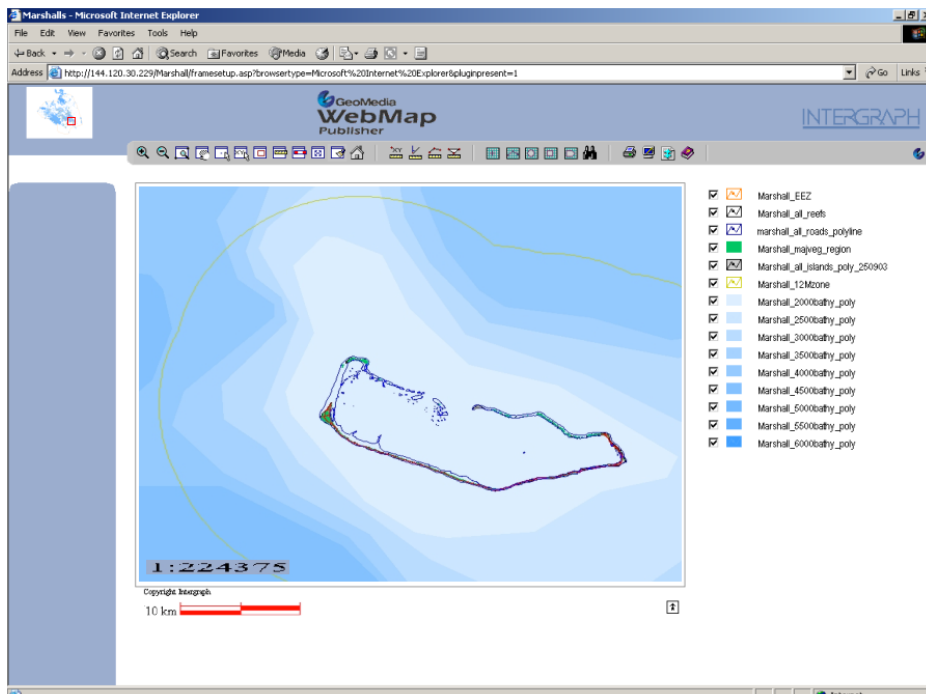 Marshalls - Microsoft Internet Explorer
File Edit View Favorites Tools Help
Back Search Favorites Media
Address http://144.120.30.229/Marshall/framesetup.asp?browsertype=Microsoft%20Internet%20Explorer&pluginpresent=1 Go Links
GeoMedia
WebMap
Publisher
INTERGRAPH
Marshall_EEZ
Marshall_all_reefs
marshall_all_roads_polyline
Marshall_majveg_region
Marshall_all_islands_poly_250903
Marshall_12Mzone
Marshall_2000bathy_poly
Marshall_2500bathy_poly
Marshall_3000bathy_poly
Marshall_3500bathy_poly
Marshall_4000bathy_poly
Marshall_4500bathy_poly
Marshall_5000bathy_poly
Marshall_5500bathy_poly
Marshall_6000bathy_poly
1:224375
Copyright Intergraph
10 km